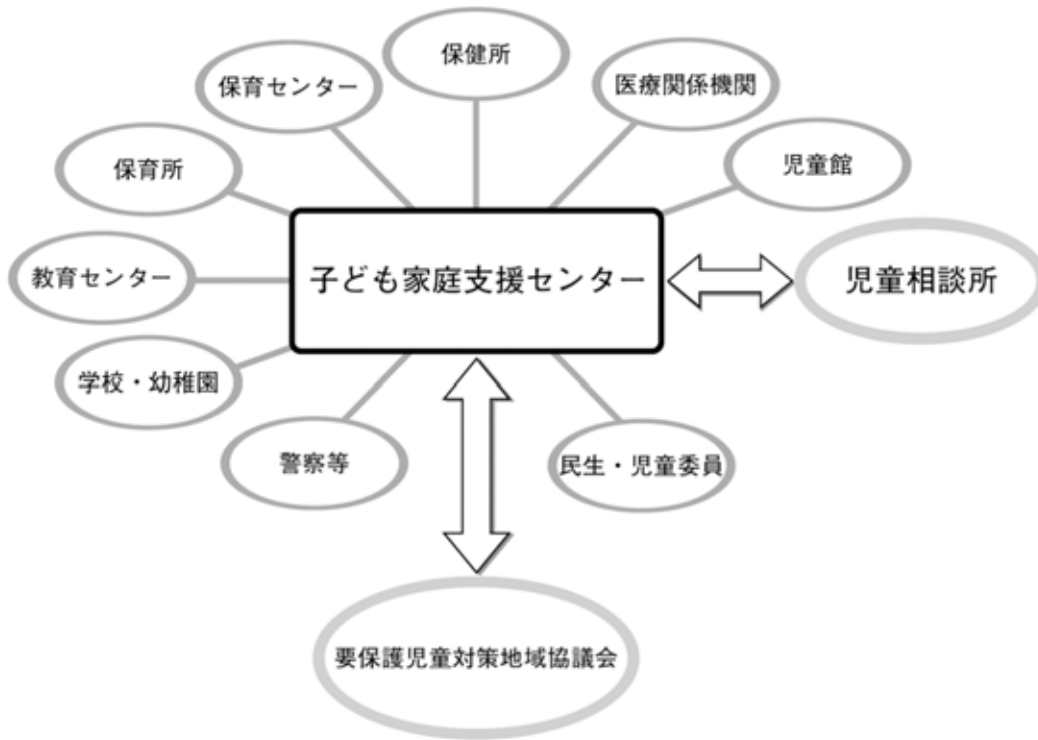 保健所
保育センター
医療関係機関
保育所
児童館
教育センター
子ども家庭支援センター
児童相談所
学校・幼稚園
警察等
民生・児童委員
要保護児童対策地域協議会